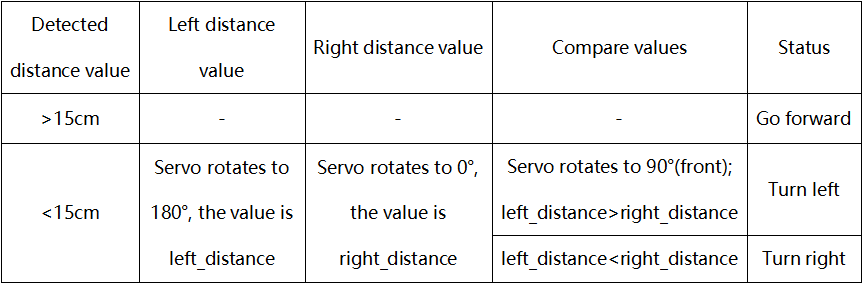 Detected
distance value
Left distance
value
Right distance value
Compare values
Status
>15cm
-
-
-
Go forward
<15cm
Servo rotates to
180°, the value is
left_distance
Servo rotates to 0°,
the value is
right_distance
Servo rotates to 90°(front);
left_distance>right_distance
Turn left
left_distance<right_distance
Turn right